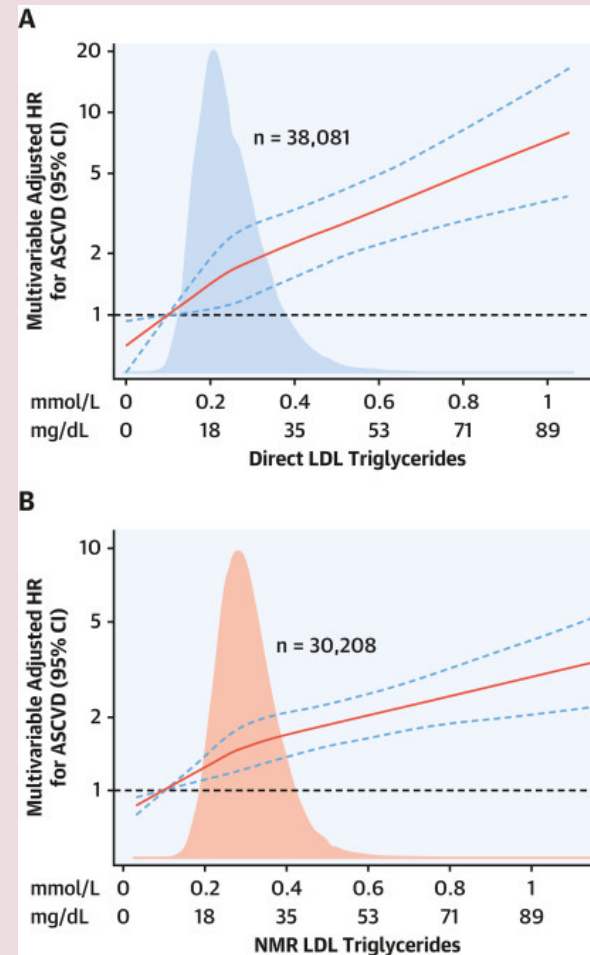 A
Multivariable Adjusted HR
for ASCVD (95% CI)
20
10
5
2
1
n = 38,081
mmol/L 0 0.2 0.4 0.6 0.8 1
mg/dL 0 18 35 53 71 89
Direct LDL Triglycerides
B
Multivariable Adjusted HR
for ASCVD (95% CI)
10
5
2
1
n = 30,208
mmol/L 0 0.2 0.4 0.6 0.8 1
mg/dL 0 18 35 53 71 89
NMR LDL Triglycerides